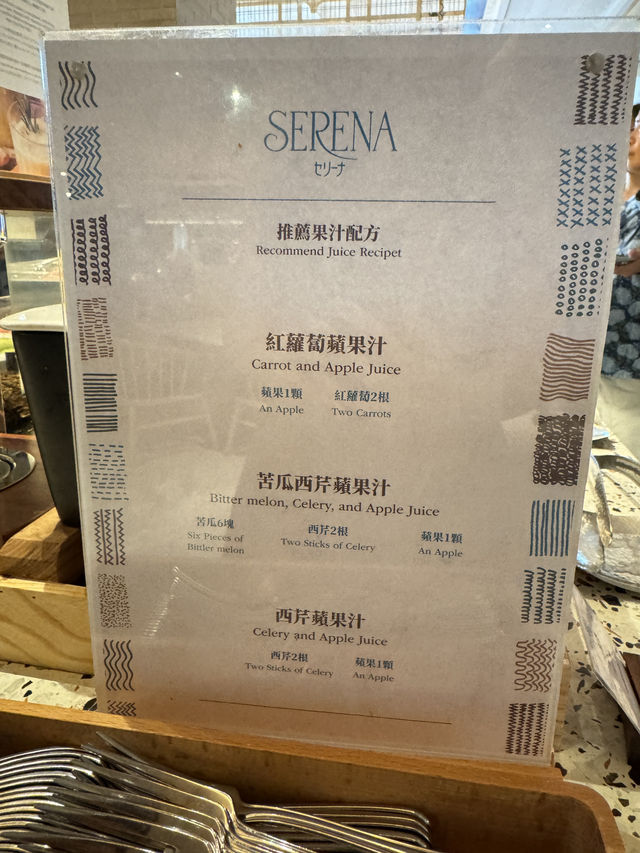 SERENA
セリーナ
推薦果汁配方
Recommend Juice Recipet
紅蘿蔔蘋果汁
Carrot and Apple Juice
蘋果1顆 紅蘿蔔2根
An Apple Two Carrots
苦瓜西芹蘋果汁
Bitter melon, Celery, and Apple Juice
苦瓜6塊 西芹2根 蘋果1顆
Six Pieces of Two Sticks of Celery An Apple
Bittler melon
西芹蘋果汁
Celery and Apple Juice
西芹2根 蘋果1顆
Two Sticks of Celery An Apple